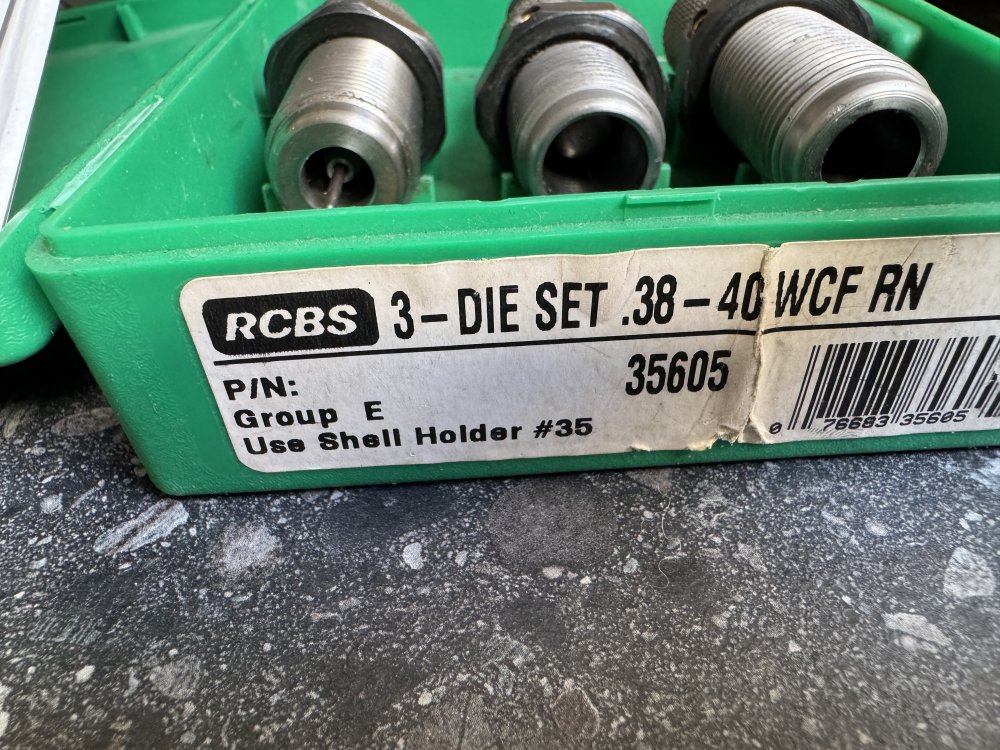 RCBS 3-DIE SET .38-40 WCF RN
P/N: 35605
Group E
Use Shell Holder #35
0 76683 35605